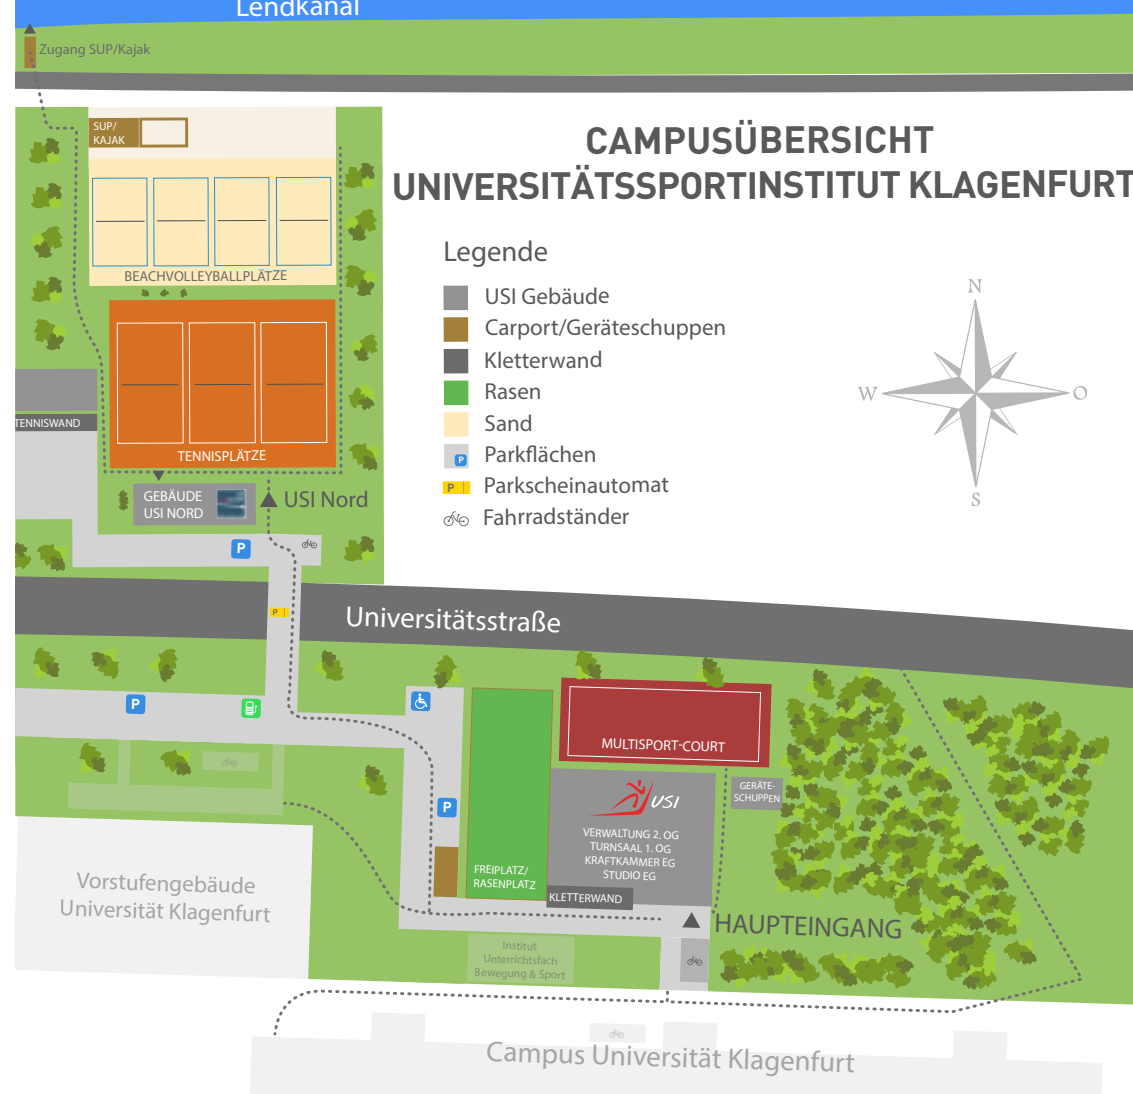 Lendkanal
Zugang SUP/Kajak
SUP/
KAJAK
CAMPUSÜBERSICHT
UNIVERSITÄTSSPORTINSTITUT KLAGENFURT
BEACHVOLLEYBALLPLÄTZE
Legende
USI Gebäude
Carport/Geräteschuppen
Kletterwand
Rasen
Sand
P Parkflächen
P Parkscheinautomat
Fahrradständer
N
W
O
S
TENNISWAND
TENNISPLÄTZE
GEBÄUDE
USI NORD
USI Nord
P
P
Universitätsstraße
P
MULTISPORT-COURT
USI
GERÄTE-
SCHUPPEN
P
VERWALTUNG 2. OG
TURNSAAL 1. OG
KRAFTKAMMER EG
STUDIO EG
FREIPLATZ/
RASENPLATZ
KLETTERWAND
Vorstufengebäude
Universität Klagenfurt
HAUPTEINGANG
Institut
Unterrichtsfach
Bewegung & Sport
Campus Universität Klagenfurt